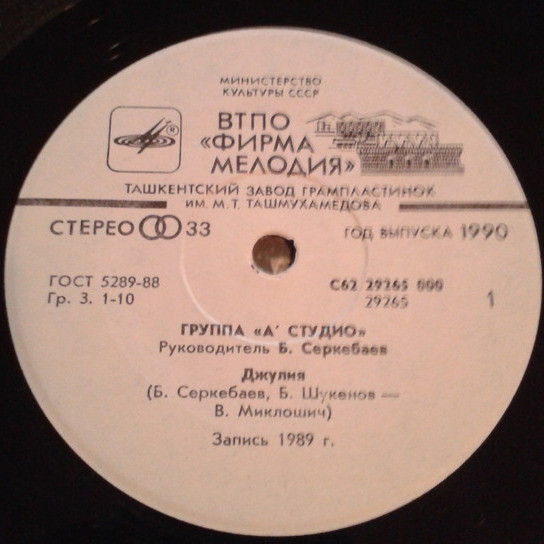 МИНИСТЕРСТВО
КУЛЬТУРЫ СССР
®
ВТПО
«ФИРМА
МЕЛОДИЯ»
ТАШКЕНТСКИЙ ЗАВОД ГРАМПЛАСТИНОК
ИМ. М. Т. ТАШМУХАМЕДОВА
СТЕРЕО 33
ГОД ВЫПУСКА 1990
ГОСТ 5289-88
С62 29265 000
Гр. 3. 1-10
29265
1
ГРУППА «А' СТУДИО»
Руководитель Б. Серкебаев
Джулия
(Б. Серкебаев, Б. Шукенов —
В. Миклошич)
Запись 1989 г.